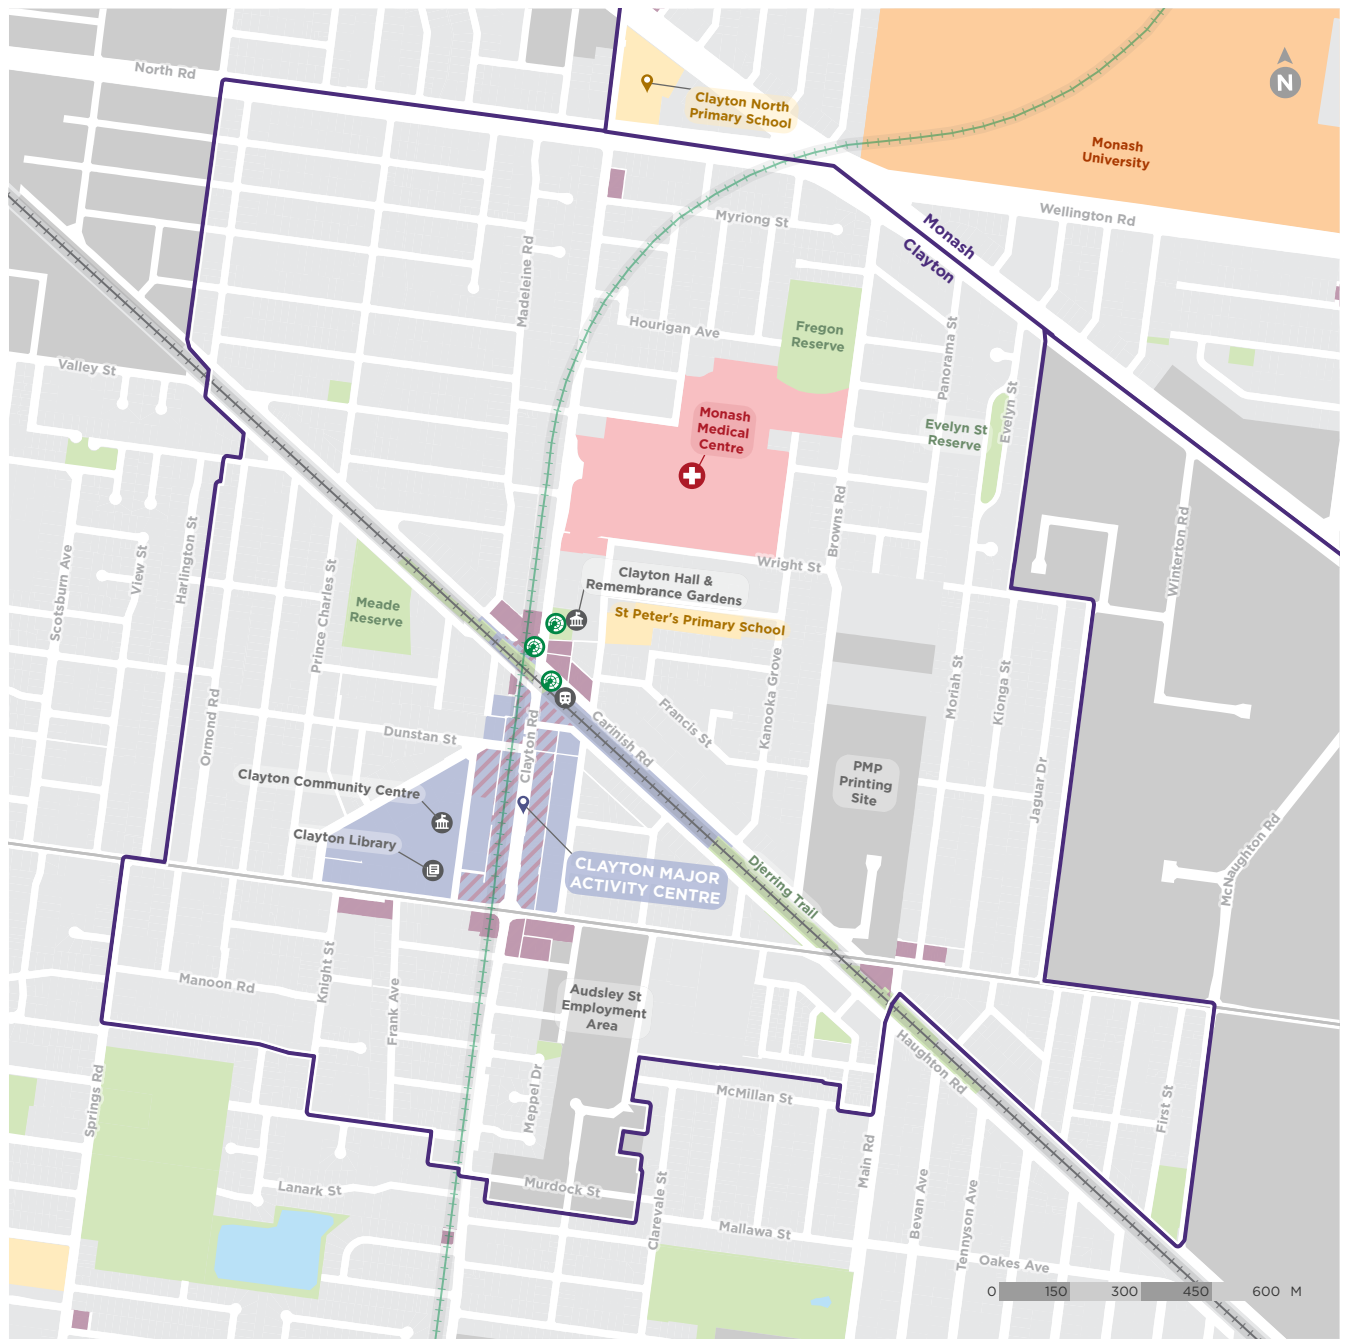 North Rd
Clayton North
Primary School
N
Monash
University
Wellington Rd
Myriong St
Monash
Clayton
Madeleine Rd
Hourigan Ave
Fregon
Reserve
Panorama St
Valley St
Evelyn St
Monash
Medical
Centre
Evelyn St
Reserve
Browns Rd
Winterton Rd
Scotsburn Ave
View St
Harlington St
Prince Charles St
Wright St
Clayton Hall &
Remembrance Gardens
Meade
Reserve
St Peter's Primary School
Kanooka Grove
Moriah St
Kionga St
Ormond Rd
Clayton Rd
Carinish Rd
Francis St
Dunstan St
Clayton Community Centre
PMP
Printing
Site
Jaguar Dr
Clayton Library
CLAYTON MAJOR
ACTIVITY CENTRE
Djerring Trail
McNaughton Rd
Knight St
Manoon Rd
Frank Ave
Audsley St
Employment
Area
Haughton Rd
Springs Rd
Meppel Dr
McMillan St
First St
Main Rd
Lanark St
Murdock St
Clarevale St
Bevan Ave
Tennyson Ave
Mallawa St
Oakes Ave
0 150 300 450 600 M